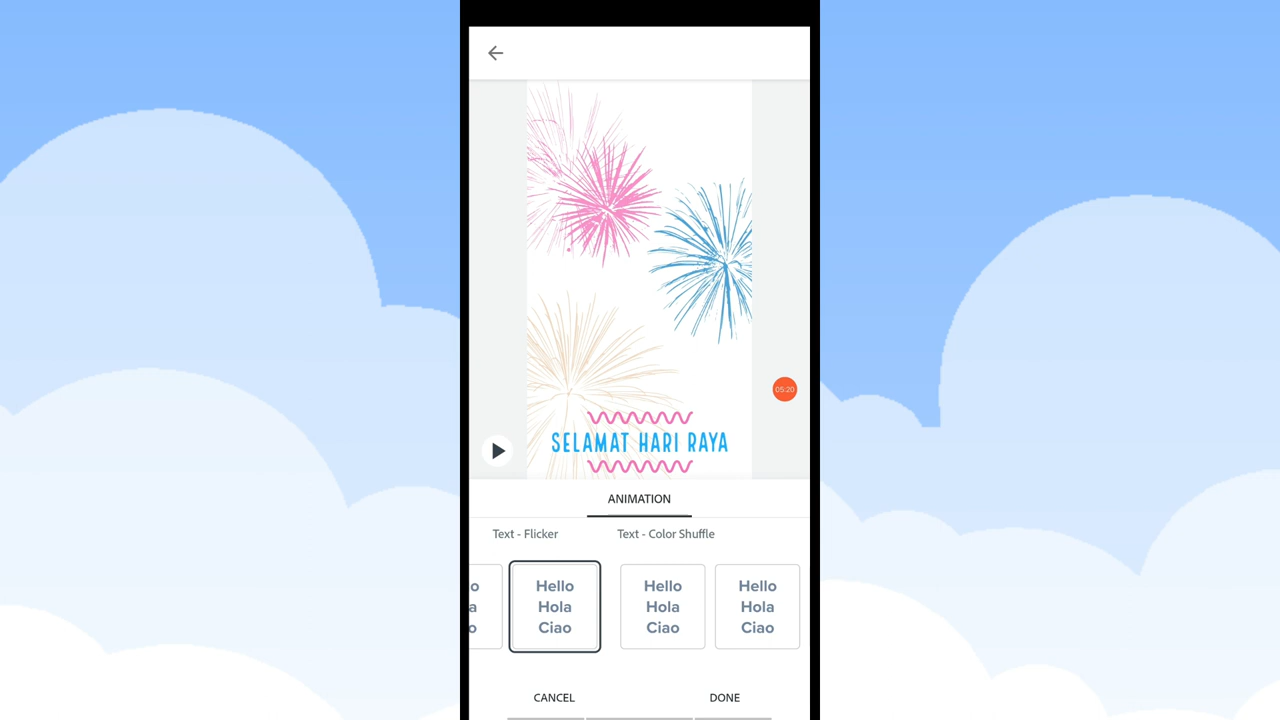 05:20
SELAMAT HARI RAYA
ANIMATION
Text - Flicker
Text - Color Shuffle
o
a
o
Hello
Hola
Ciao
Hello
Hola
Ciao
Hello
Hola
Ciao
CANCEL
DONE